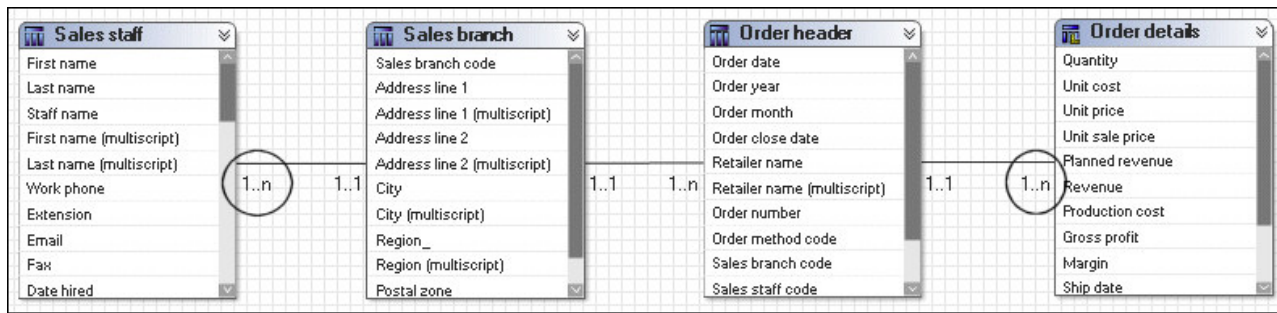 Sales staff
First name
Last name
Staff name
First name (multiscript)
Last name (multiscript)
Work phone
Extension
Email
Fax
Date hired
1..n
1..1
Sales branch
Sales branch code
Address line 1
Address line 1 (multiscript)
Address line 2
Address line 2 (multiscript)
City
City (multiscript)
Region_
Region (multiscript)
Postal zone
1..1
1..n
Order header
Order date
Order year
Order month
Order close date
Retailer name
Retailer name (multiscript)
Order number
Order method code
Sales branch code
Sales staff code
1..1
1..n
Order details
Quantity
Unit cost
Unit price
Unit sale price
Planned revenue
Revenue
Production cost
Gross profit
Margin
Ship date